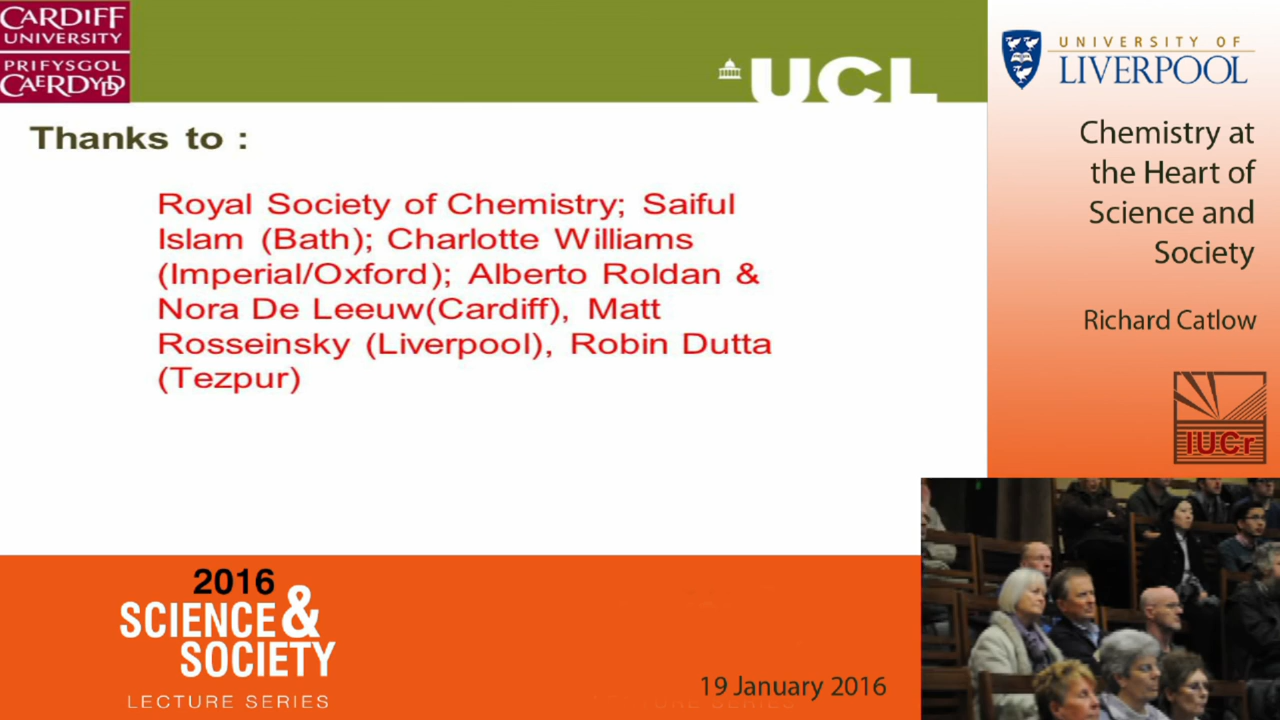 CARDIFF
UNIVERSITY
PRIFYSGOL
CAERDYDD
UCL
Thanks to :
Royal Society of Chemistry; Saiful
Islam (Bath); Charlotte Williams
(Imperial/Oxford); Alberto Roldan &
Nora De Leeuw(Cardiff), Matt
Rosseinsky (Liverpool), Robin Dutta
(Tezpur)
UNIVERSITY OF
LIVERPOOL
Chemistry at
the Heart of
Science and
Society
Richard Catlow
IUCr
2016
SCIENCE &
SOCIETY
LECTURE SERIES
19 January 2016